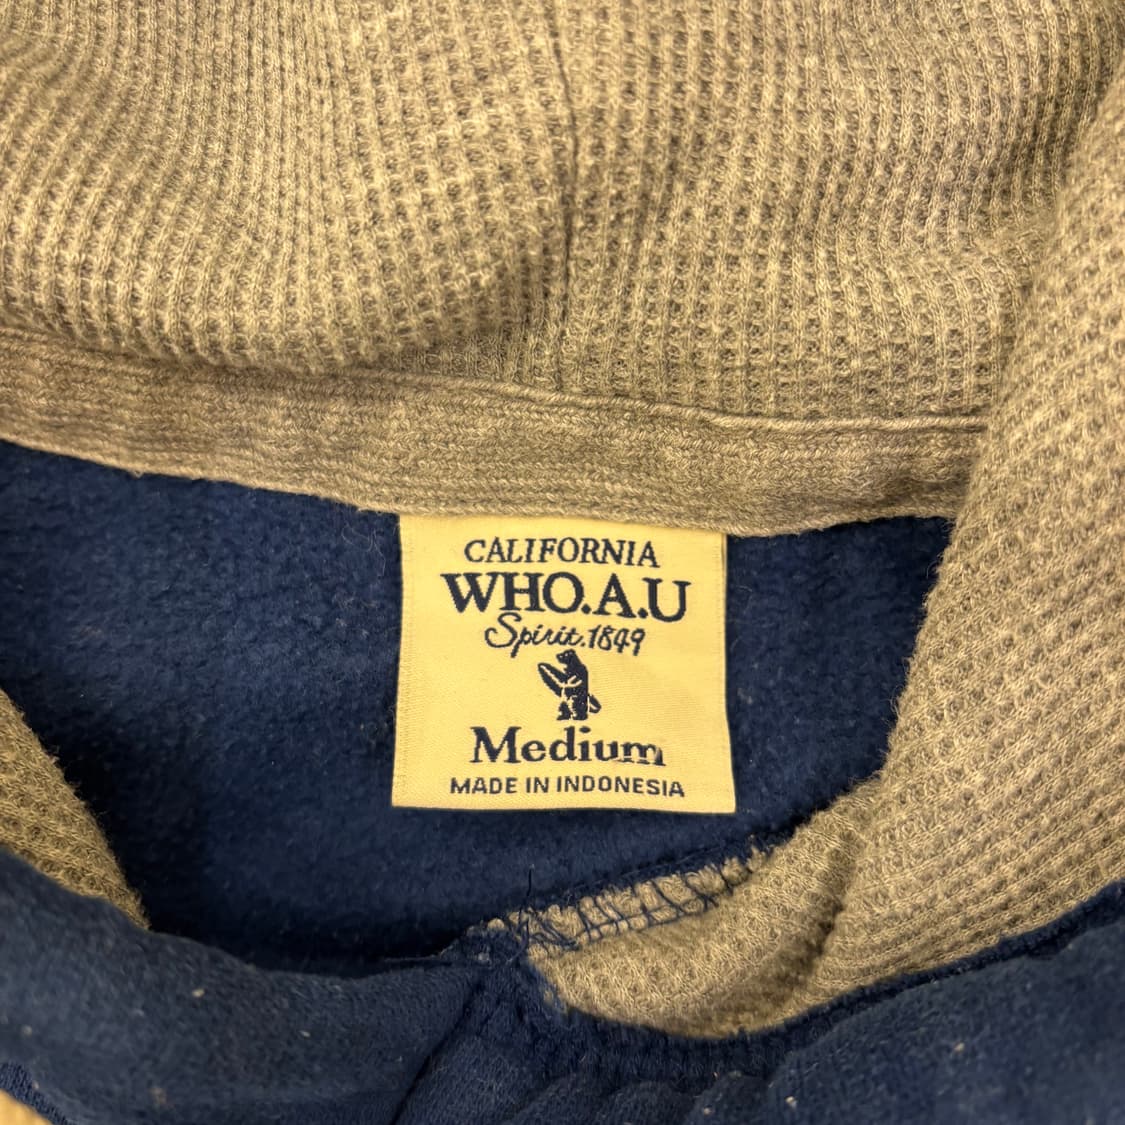 CALIFORNIA
WHO.A.U
Spirit.1849
Medium
MADE IN INDONESIA